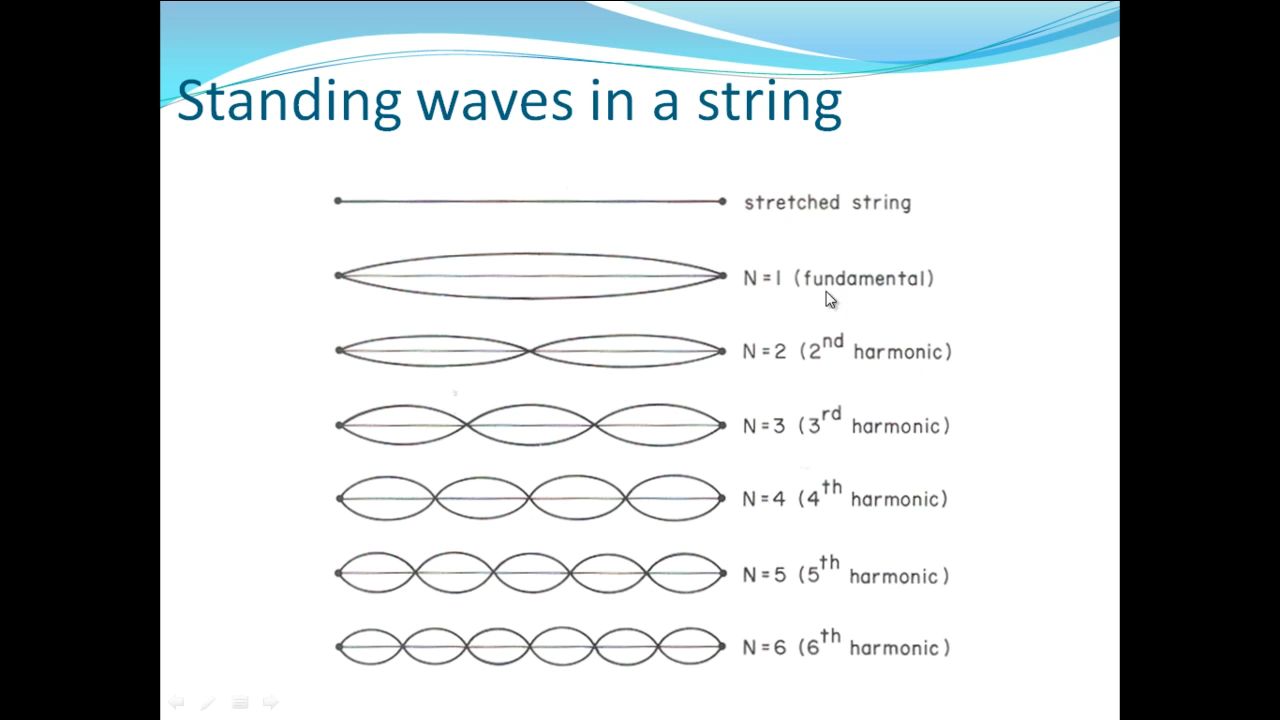 Standing waves in a string
stretched string
N=1 (fundamental)
N=2 (2nd harmonic)
N=3 (3rd harmonic)
N=4 (4th harmonic)
N=5 (5th harmonic)
N=6 (6th harmonic)